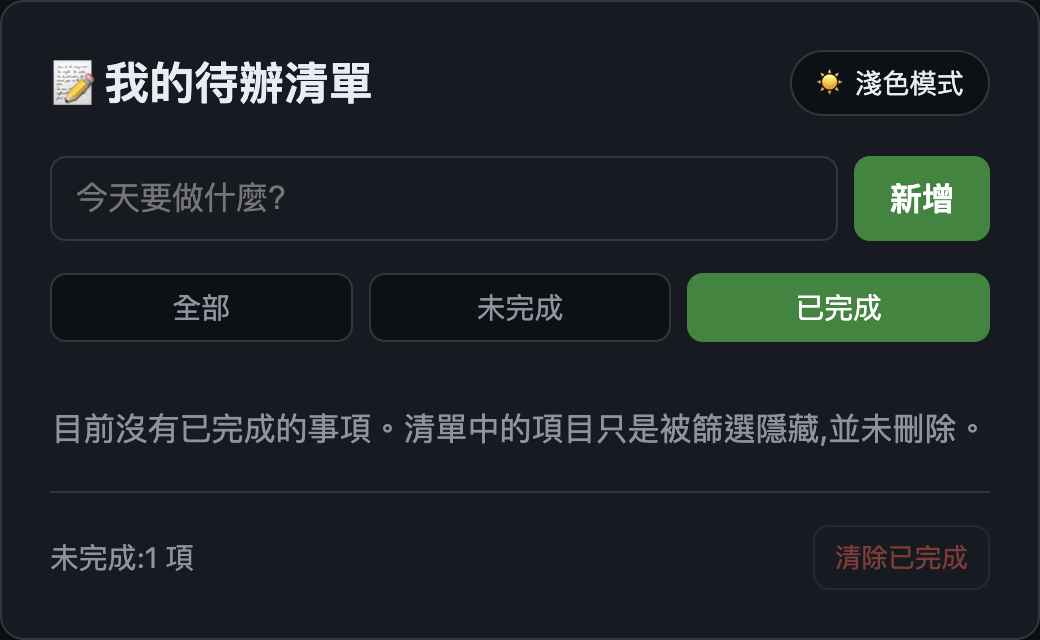 我的待辦清單
淺色模式
今天要做什麼?
新增
全部
未完成
已完成
目前沒有已完成的事項。清單中的項目只是被篩選隱藏,並未刪除。
未完成:1 項
清除已完成